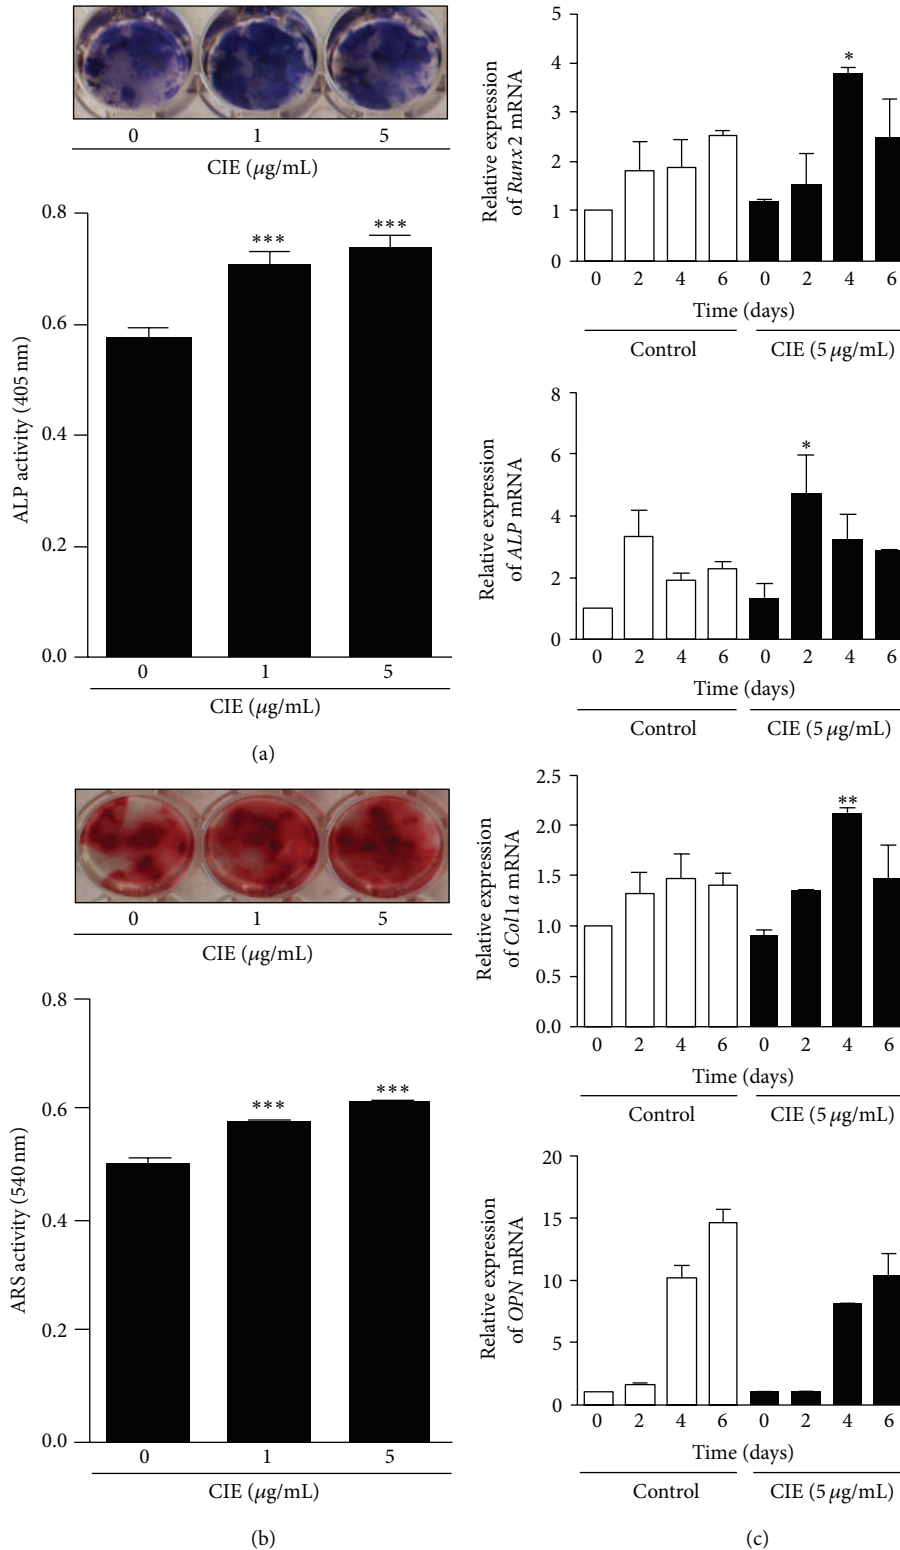 0 1 5
CIE (μg/mL)
0.8
0.6
0.4
0.2
0.0
ALP activity (405 nm)
*** ***
0 1 5
CIE (μg/mL)
(a)
0 1 5
CIE (μg/mL)
0.8
0.6
0.4
0.2
0.0
ARS activity (540 nm)
*** ***
0 1 5
CIE (μg/mL)
(b)
5
4
3
2
1
0
Relative expression
of Runx2 mRNA
*
0 2 4 6 0 2 4 6
Time (days)
Control CIE (5 μg/mL)
8
6
4
2
0
Relative expression
of ALP mRNA
*
0 2 4 6 0 2 4 6
Time (days)
Control CIE (5 μg/mL)
2.5
2.0
1.5
1.0
0.5
0.0
Relative expression
of Col1a mRNA
**
0 2 4 6 0 2 4 6
Time (days)
Control CIE (5 μg/mL)
20
15
10
5
0
Relative expression
of OPN mRNA
0 2 4 6 0 2 4 6
Time (days)
Control CIE (5 μg/mL)
(c)